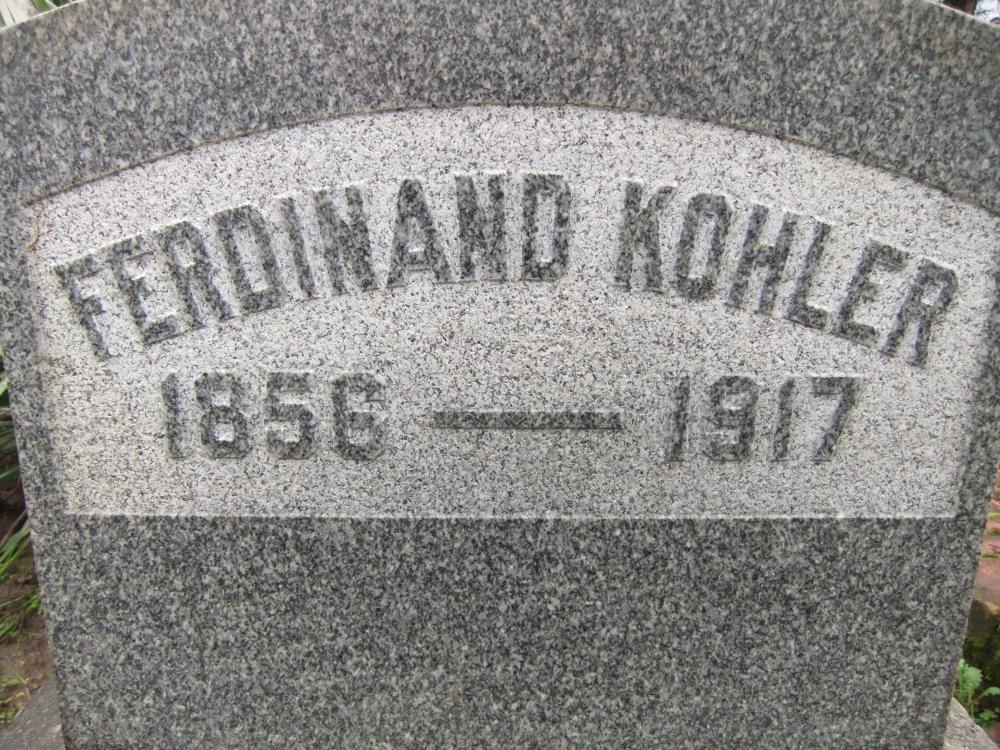 FERDINAND KOHLER
1856 — 1917